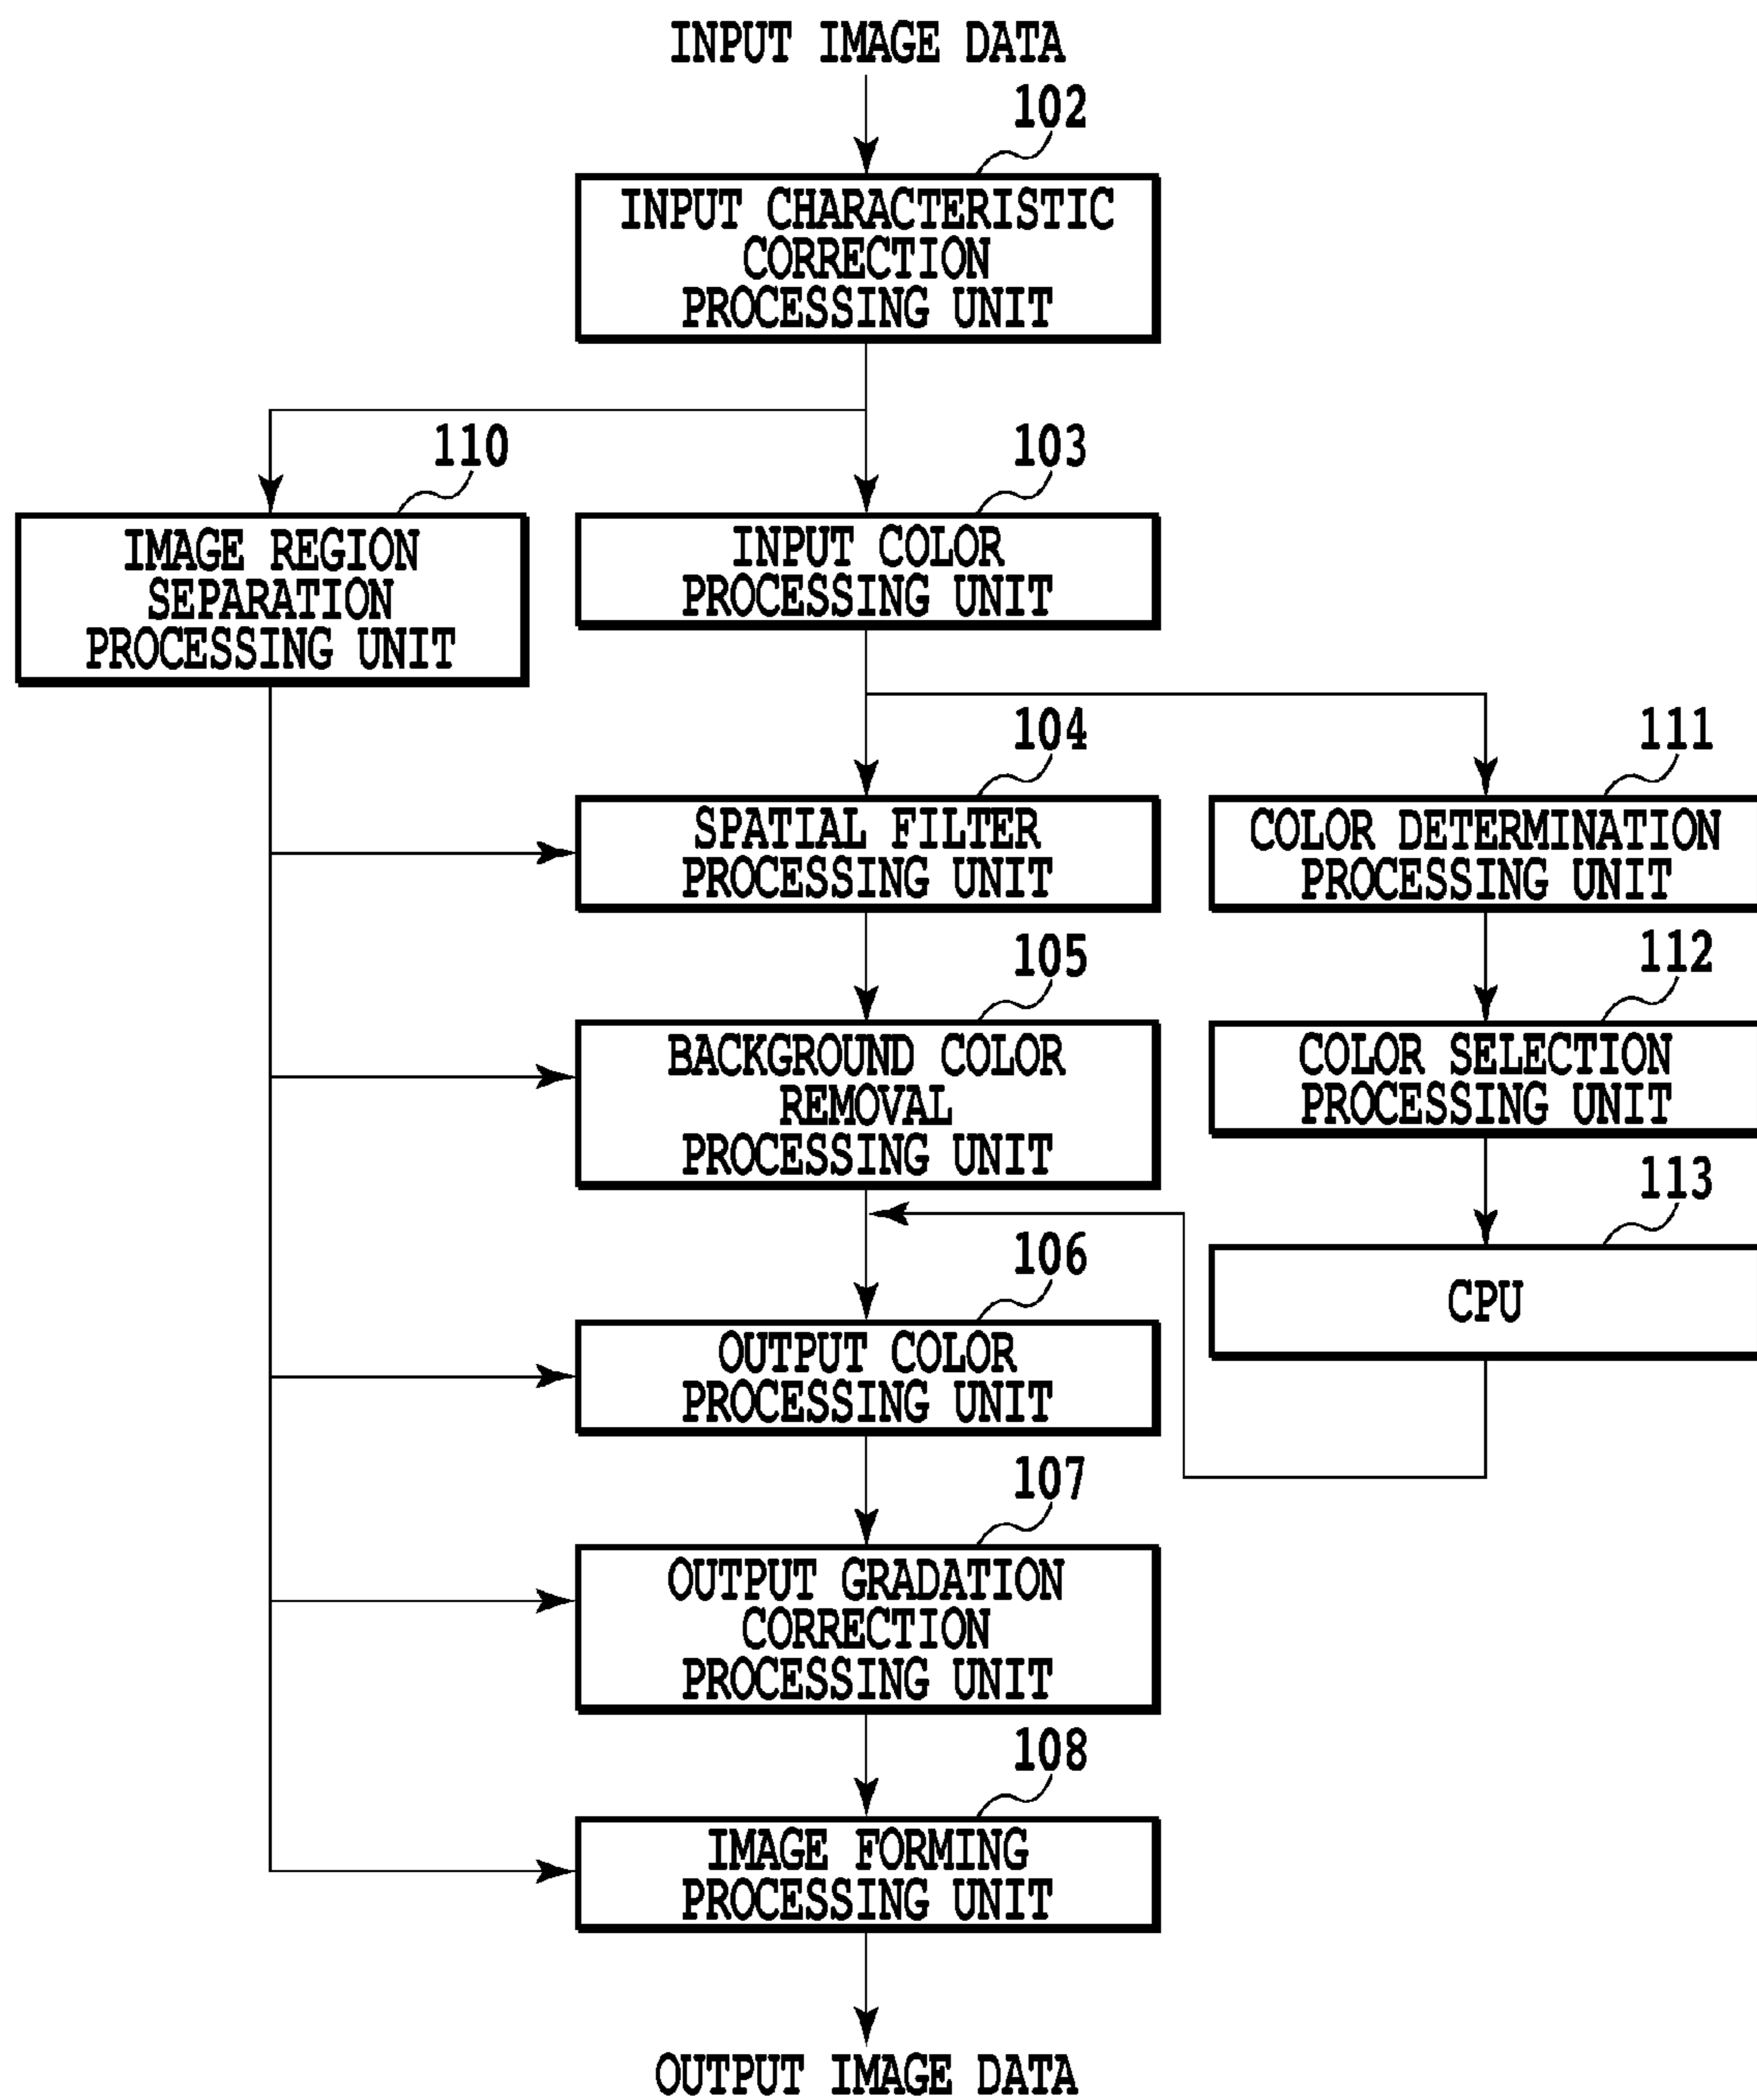 INPUT IMAGE DATA
102
INPUT CHARACTERISTIC
CORRECTION
PROCESSING UNIT
110
IMAGE REGION
SEPARATION
PROCESSING UNIT
103
INPUT COLOR
PROCESSING UNIT
104
SPATIAL FILTER
PROCESSING UNIT
111
COLOR DETERMINATION
PROCESSING UNIT
105
BACKGROUND COLOR
REMOVAL
PROCESSING UNIT
112
COLOR SELECTION
PROCESSING UNIT
113
CPU
106
OUTPUT COLOR
PROCESSING UNIT
107
OUTPUT GRADATION
CORRECTION
PROCESSING UNIT
108
IMAGE FORMING
PROCESSING UNIT
OUTPUT IMAGE DATA